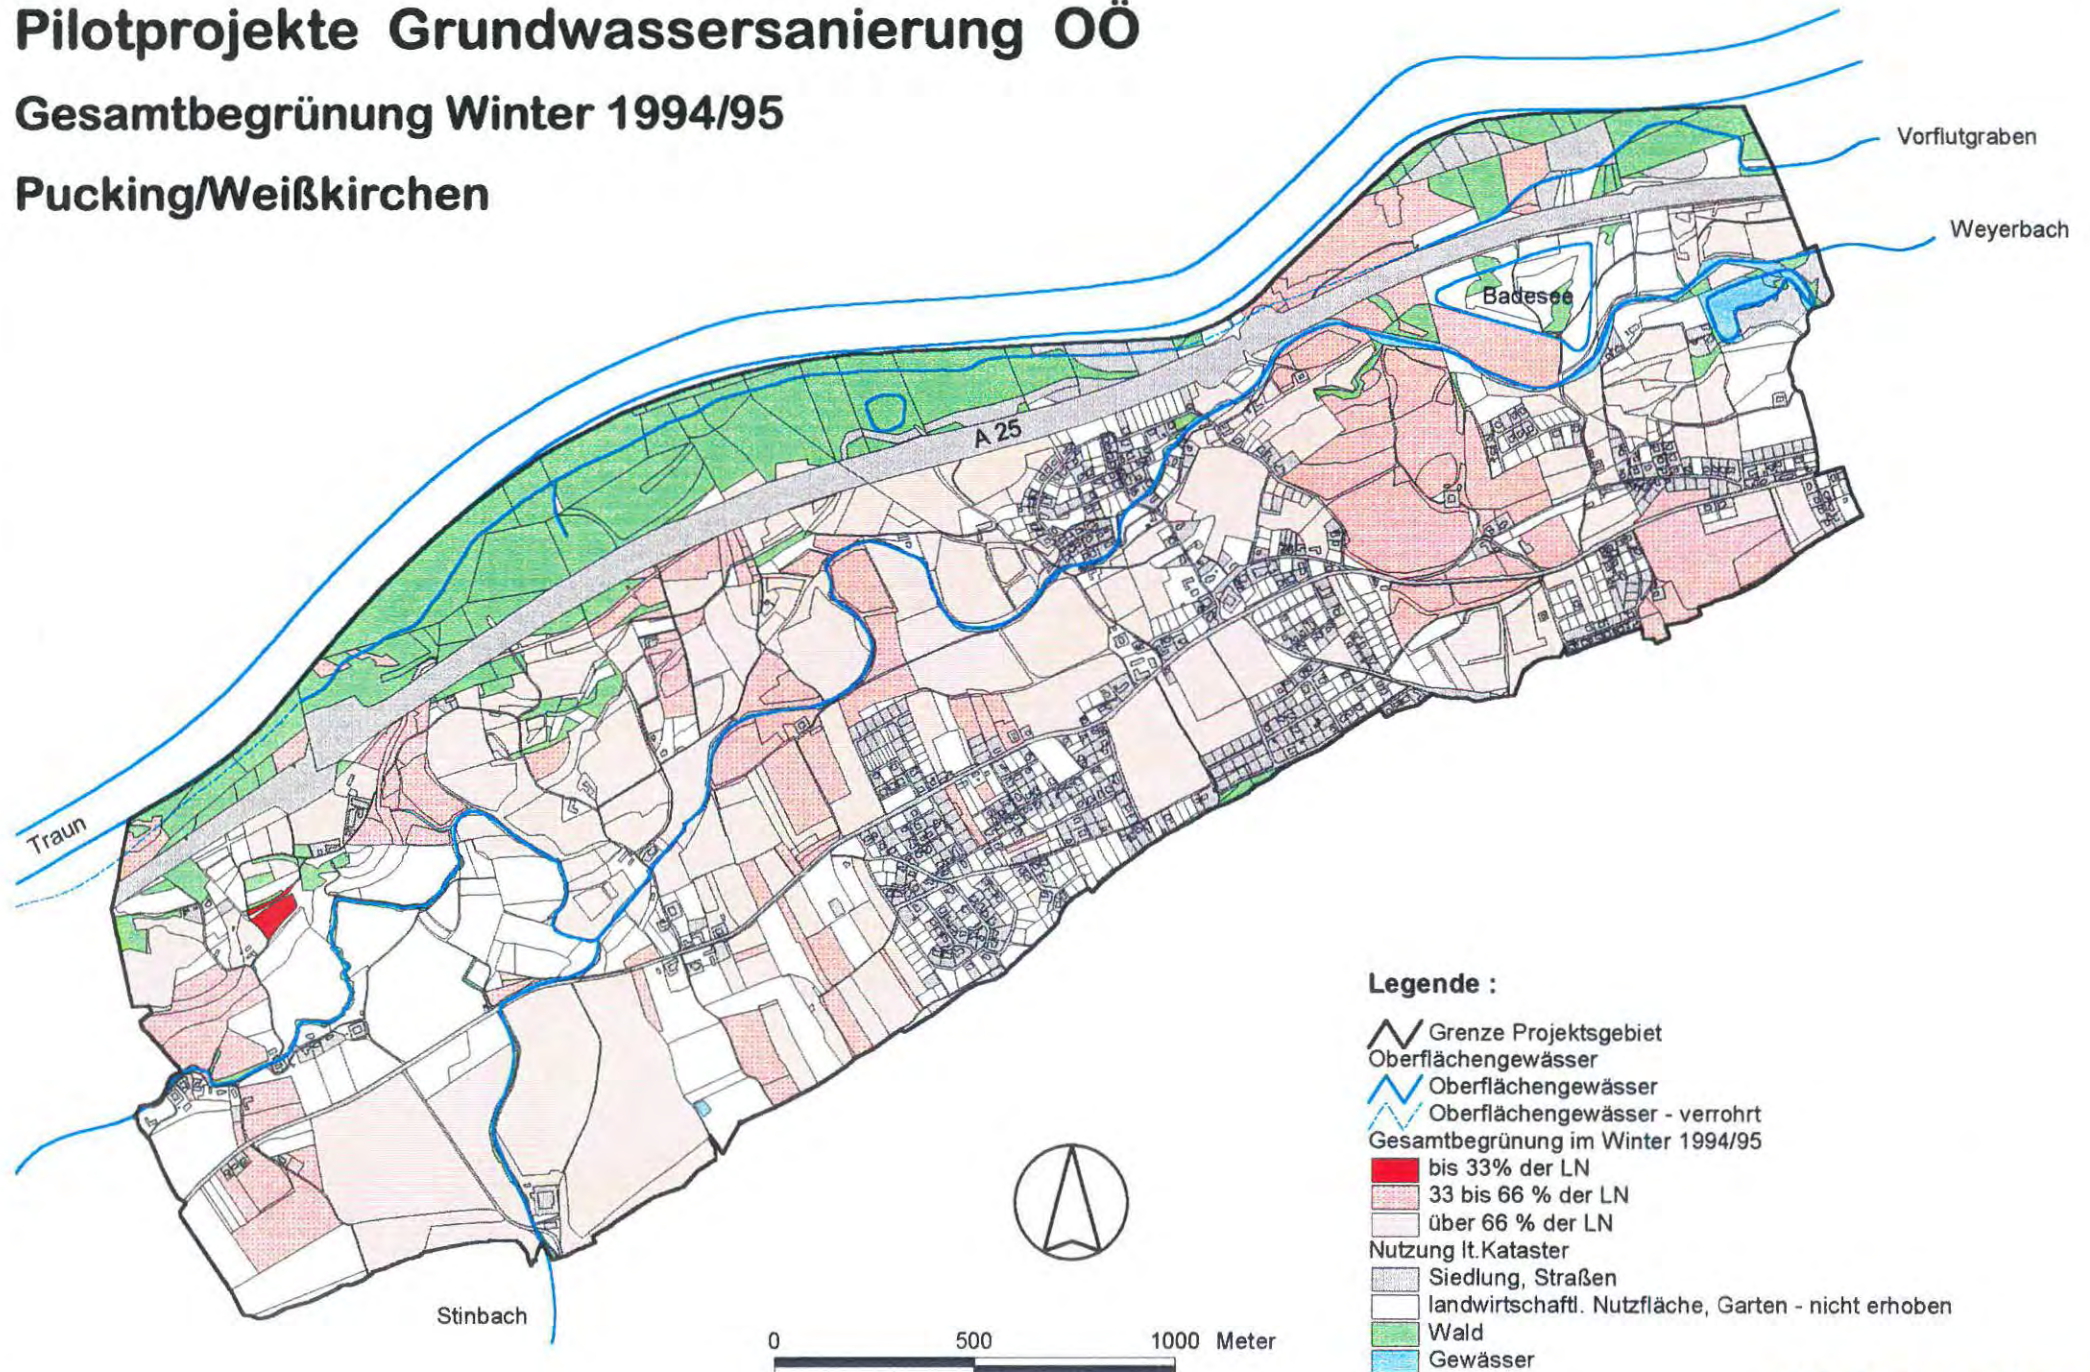 Pilotprojekte Grundwassersanierung OÖ
Gesamtbegrünung Winter 1994/95
Pucking/Weißkirchen
Vorflutgraben
Weyerbach
Badesee
A 25
Traun
Stinbach
Legende :
Grenze Projektsgebiet
Oberflächengewässer
Oberflächengewässer
Oberflächengewässer - verrohrt
Gesamtbegrünung im Winter 1994/95
bis 33% der LN
33 bis 66 % der LN
über 66 % der LN
Nutzung lt.Kataster
Siedlung, Straßen
landwirtschaftl. Nutzfläche, Garten - nicht erhoben
Wald
Gewässer
0 500 1000 Meter